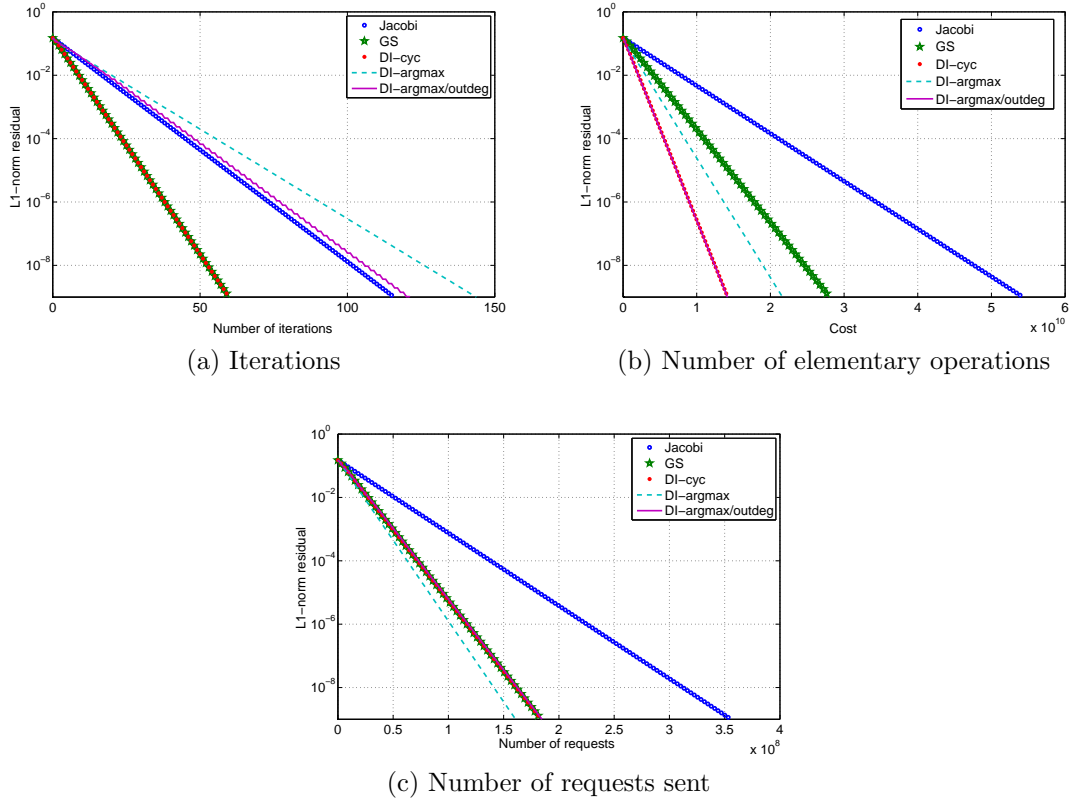 10^0
10^-2
10^-4
10^-6
10^-8
L1-norm residual
0
50
100
150
Number of iterations
Jacobi
GS
DI-cyc
DI-argmax
DI-argmax/outdeg
(a) Iterations
10^0
10^-2
10^-4
10^-6
10^-8
L1-norm residual
0
1
2
3
4
5
6
x 10^10
Cost
Jacobi
GS
DI-cyc
DI-argmax
DI-argmax/outdeg
(b) Number of elementary operations
10^0
10^-2
10^-4
10^-6
10^-8
L1-norm residual
0
0.5
1
1.5
2
2.5
3
3.5
4
x 10^8
Number of requests
Jacobi
GS
DI-cyc
DI-argmax
DI-argmax/outdeg
(c) Number of requests sent